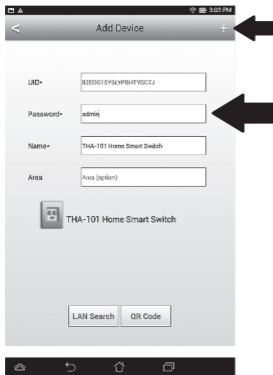 3:03 PM
< Add Device +
UID*
Password* admin
Name* THA-101 Home Smart Switch
Area Area (option)
THA-101 Home Smart Switch
LAN Search QR Code